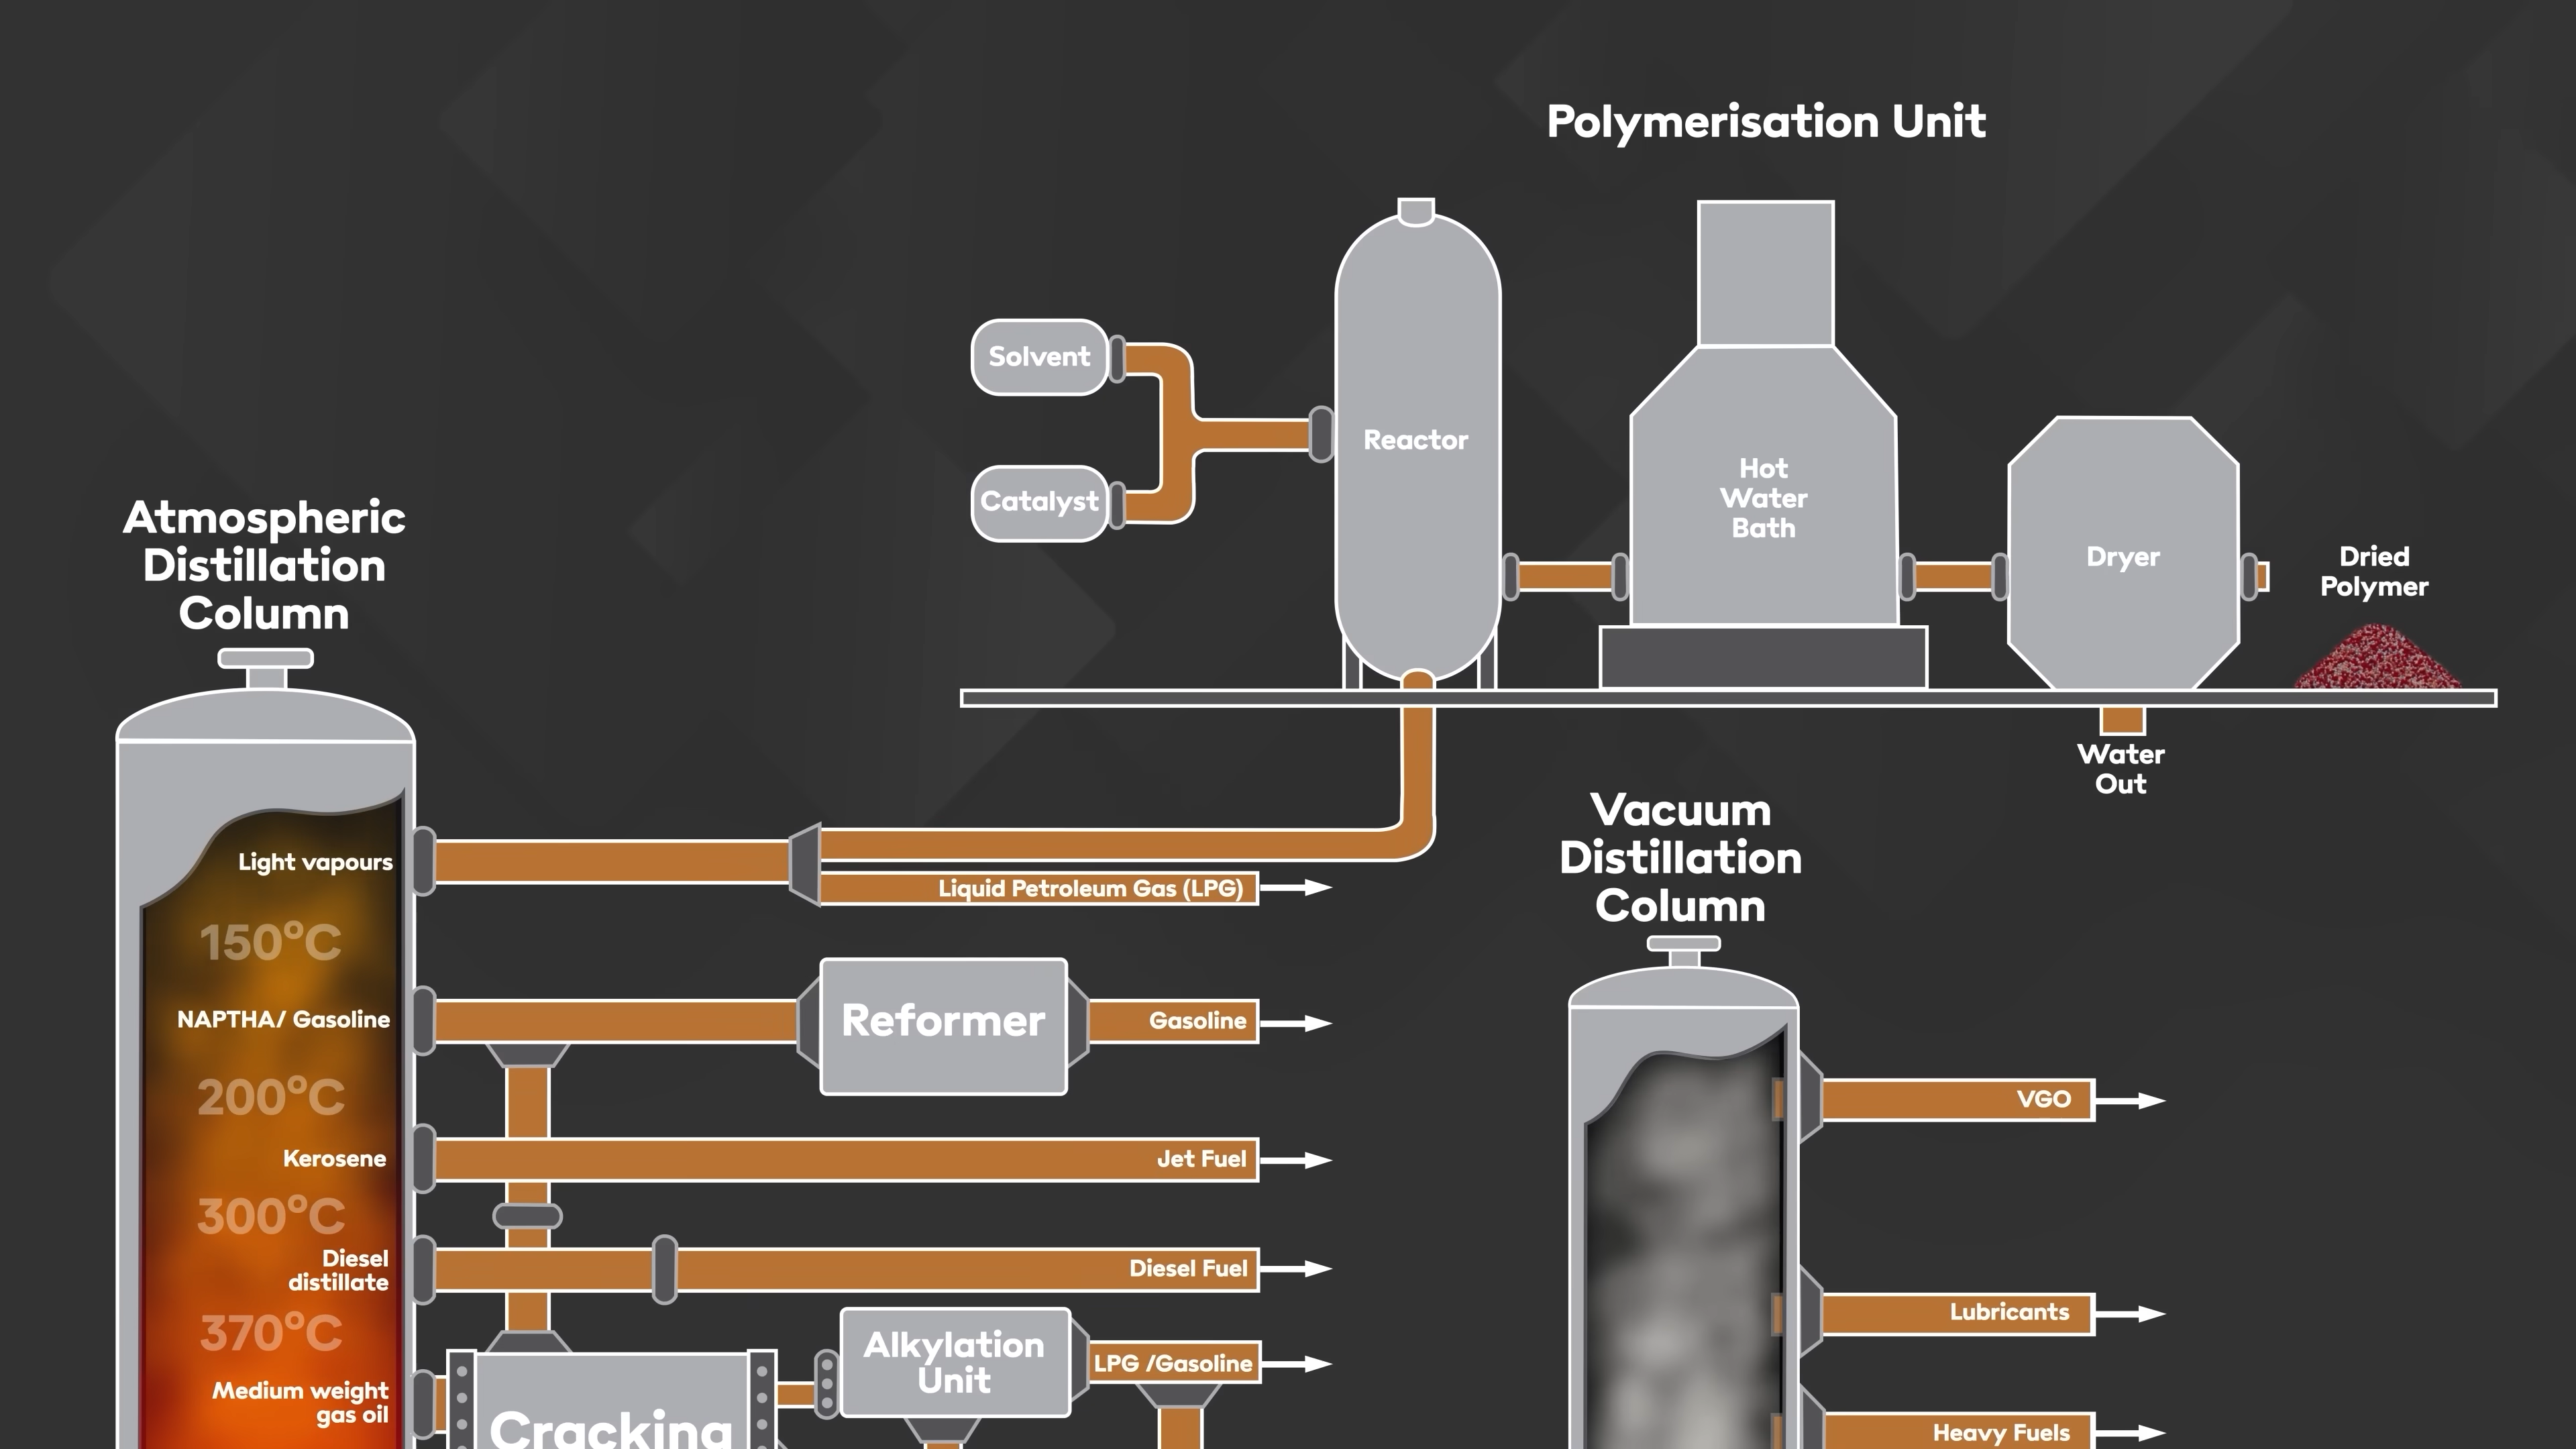 Polymerisation Unit
Solvent
Catalyst
Reactor
Hot
Water
Bath
Dryer
Dried
Polymer
Water
Out
Atmospheric
Distillation
Column
Light vapours
150°C
NAPTHA/ Gasoline
200°C
Kerosene
300°C
Diesel
distillate
370°C
Medium weight
gas oil
Liquid Petroleum Gas (LPG)
Reformer
Gasoline
Jet Fuel
Diesel Fuel
Alkylation
Unit
LPG /Gasoline
Cracking
Vacuum
Distillation
Column
VGO
Lubricants
Heavy Fuels